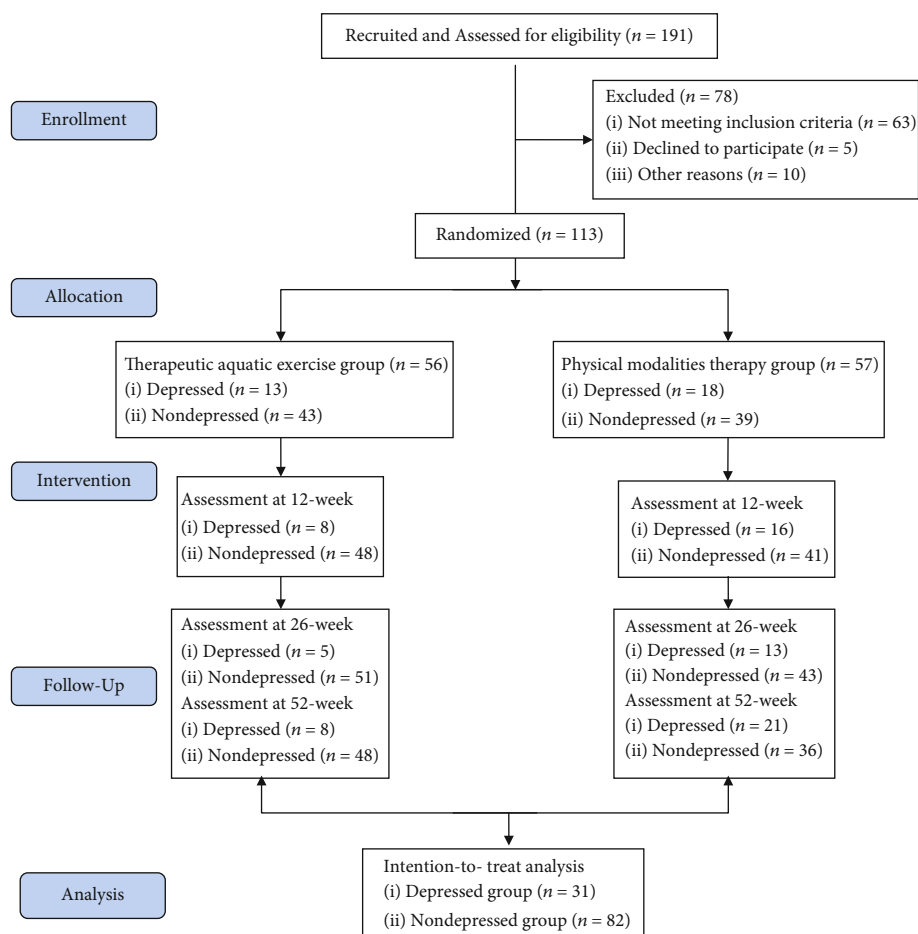 Recruited and Assessed for eligibility (n = 191)
Enrollment
Excluded (n = 78)
(i) Not meeting inclusion criteria (n = 63)
(ii) Declined to participate (n = 5)
(iii) Other reasons (n = 10)
Randomized (n = 113)
Allocation
Therapeutic aquatic exercise group (n = 56)
(i) Depressed (n = 13)
(ii) Nondepressed (n = 43)
Physical modalities therapy group (n = 57)
(i) Depressed (n = 18)
(ii) Nondepressed (n = 39)
Intervention
Assessment at 12-week
(i) Depressed (n = 8)
(ii) Nondepressed (n = 48)
Assessment at 12-week
(i) Depressed (n = 16)
(ii) Nondepressed (n = 41)
Follow-Up
Assessment at 26-week
(i) Depressed (n = 5)
(ii) Nondepressed (n = 51)
Assessment at 52-week
(i) Depressed (n = 8)
(ii) Nondepressed (n = 48)
Assessment at 26-week
(i) Depressed (n = 13)
(ii) Nondepressed (n = 43)
Assessment at 52-week
(i) Depressed (n = 21)
(ii) Nondepressed (n = 36)
Analysis
Intention-to- treat analysis
(i) Depressed group (n = 31)
(ii) Nondepressed group (n = 82)